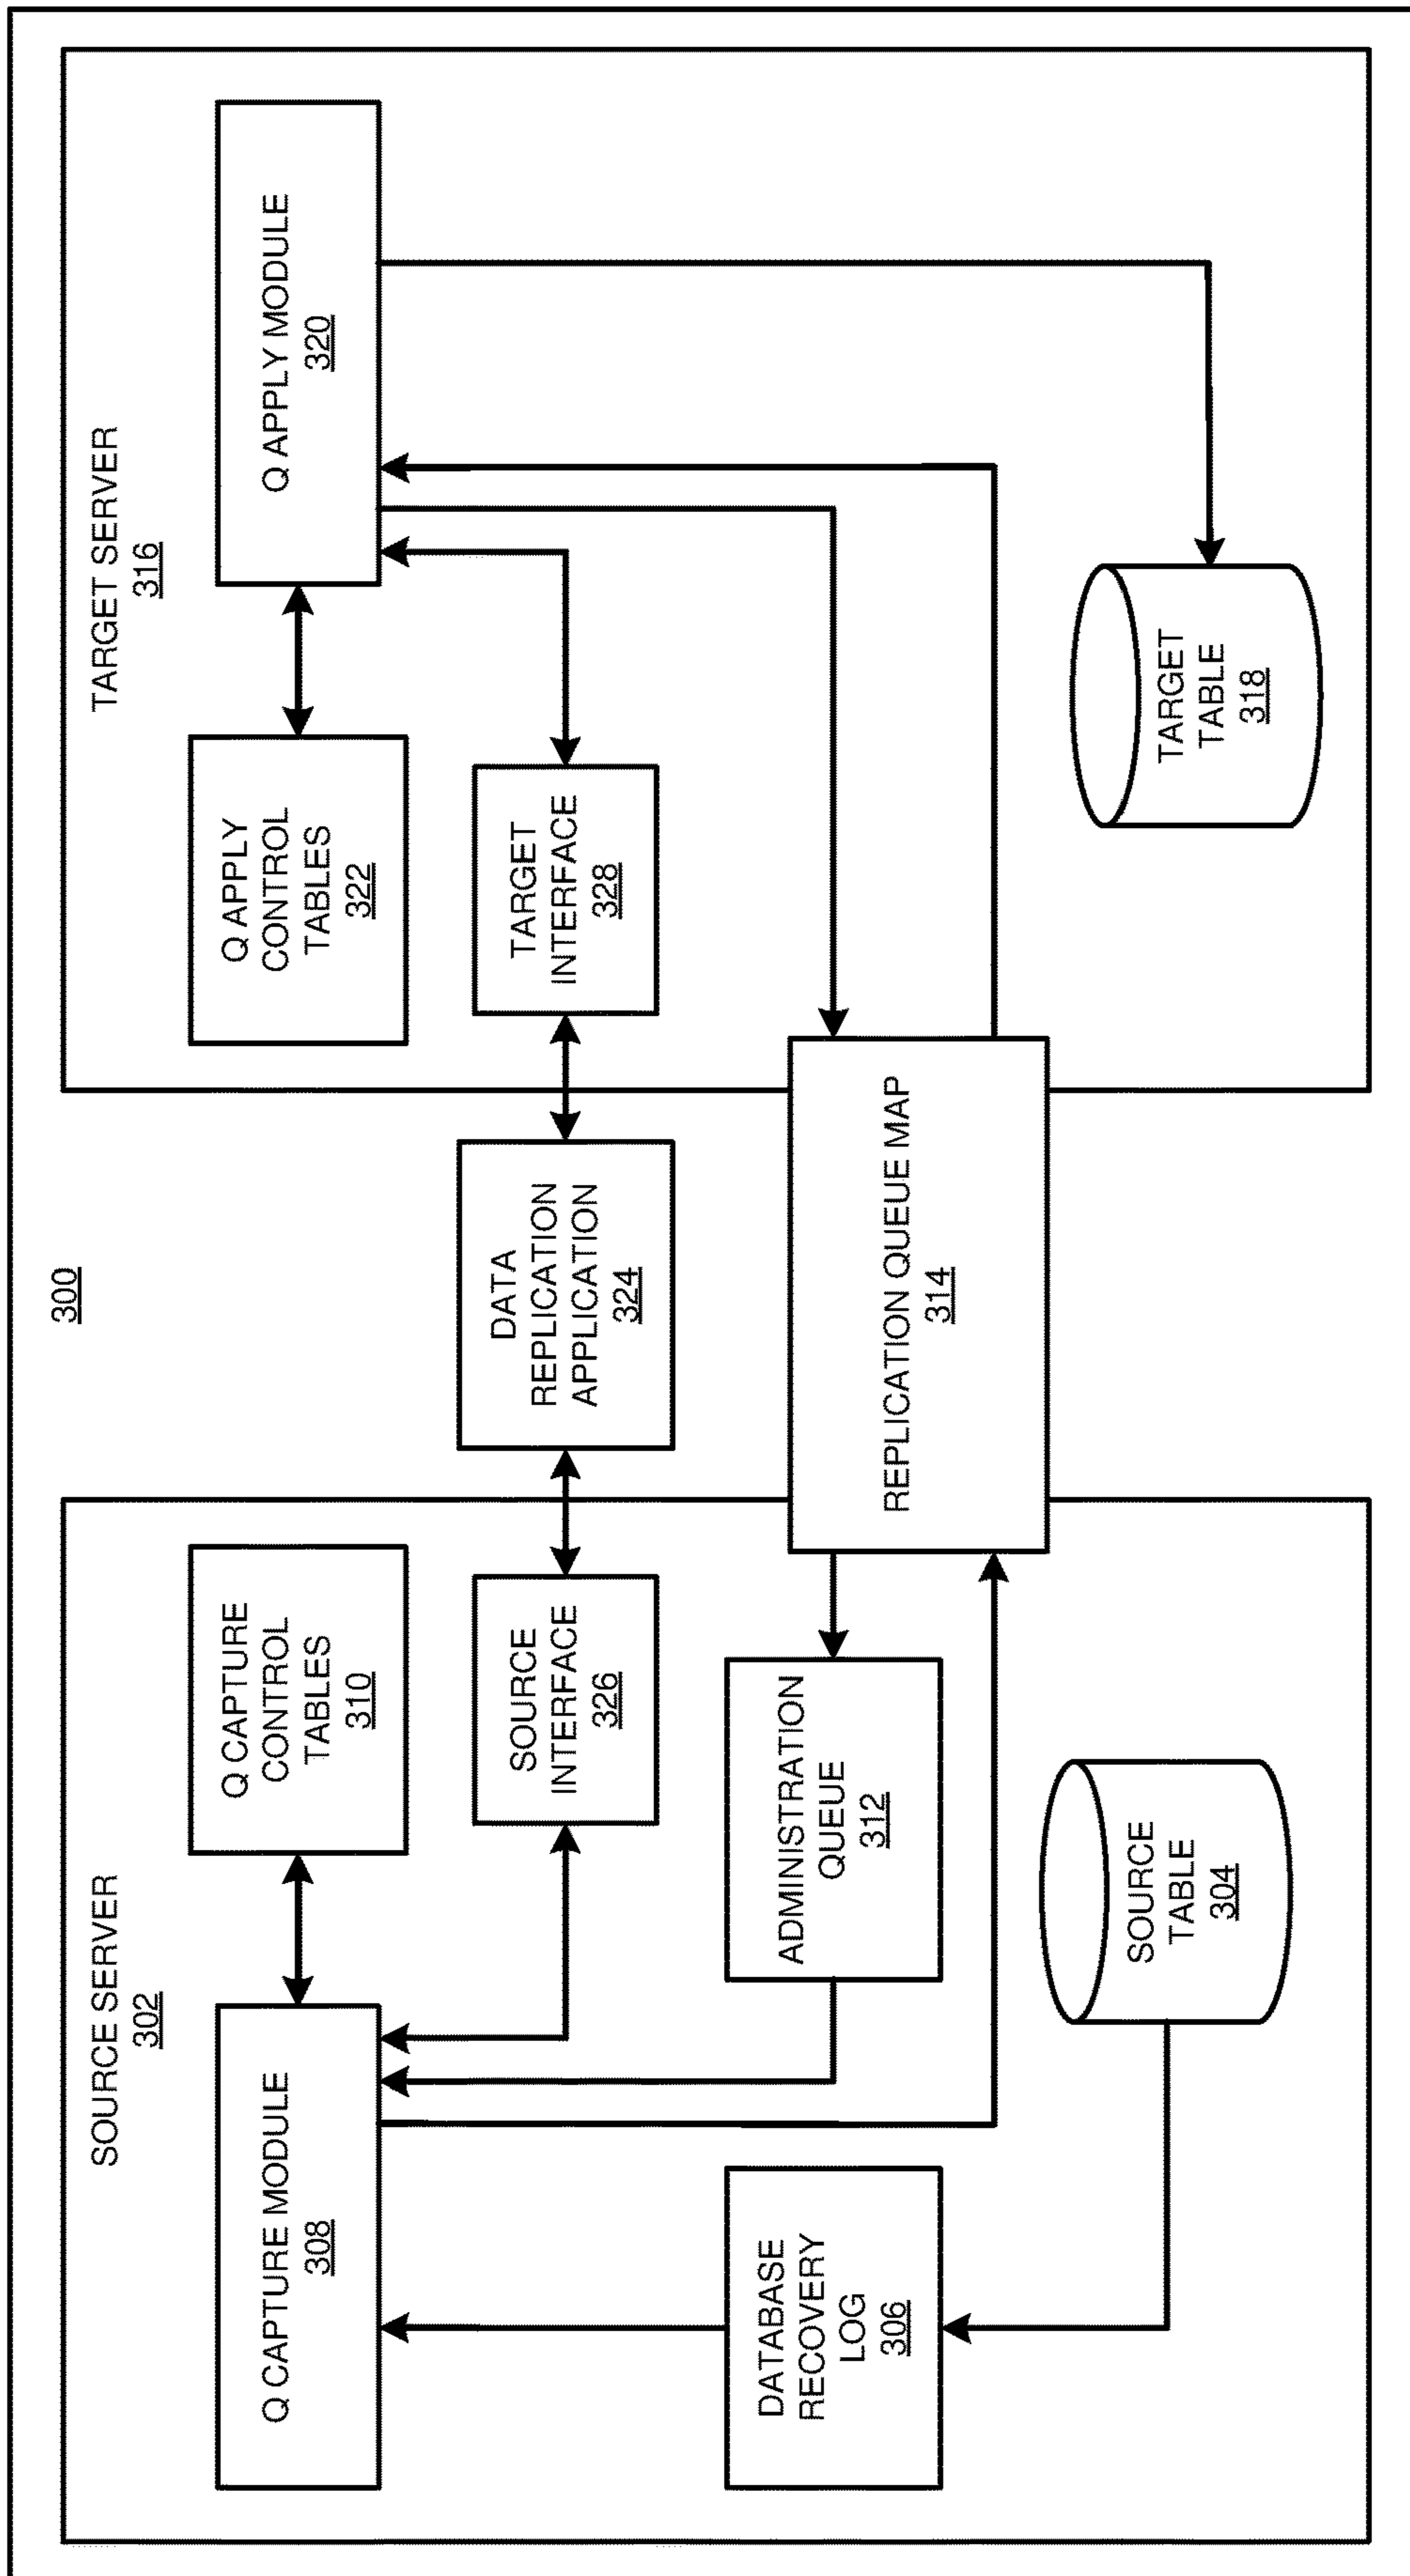 300
SOURCE SERVER
302
Q CAPTURE MODULE
308
Q CAPTURE
CONTROL
TABLES
310
SOURCE
INTERFACE
326
DATABASE
RECOVERY
LOG
306
ADMINISTRATION
QUEUE
312
SOURCE
TABLE
304
DATA
REPLICATION
APPLICATION
324
REPLICATION QUEUE MAP
314
TARGET SERVER
316
Q APPLY
CONTROL
TABLES
322
Q APPLY MODULE
320
TARGET
INTERFACE
328
TARGET
TABLE
318